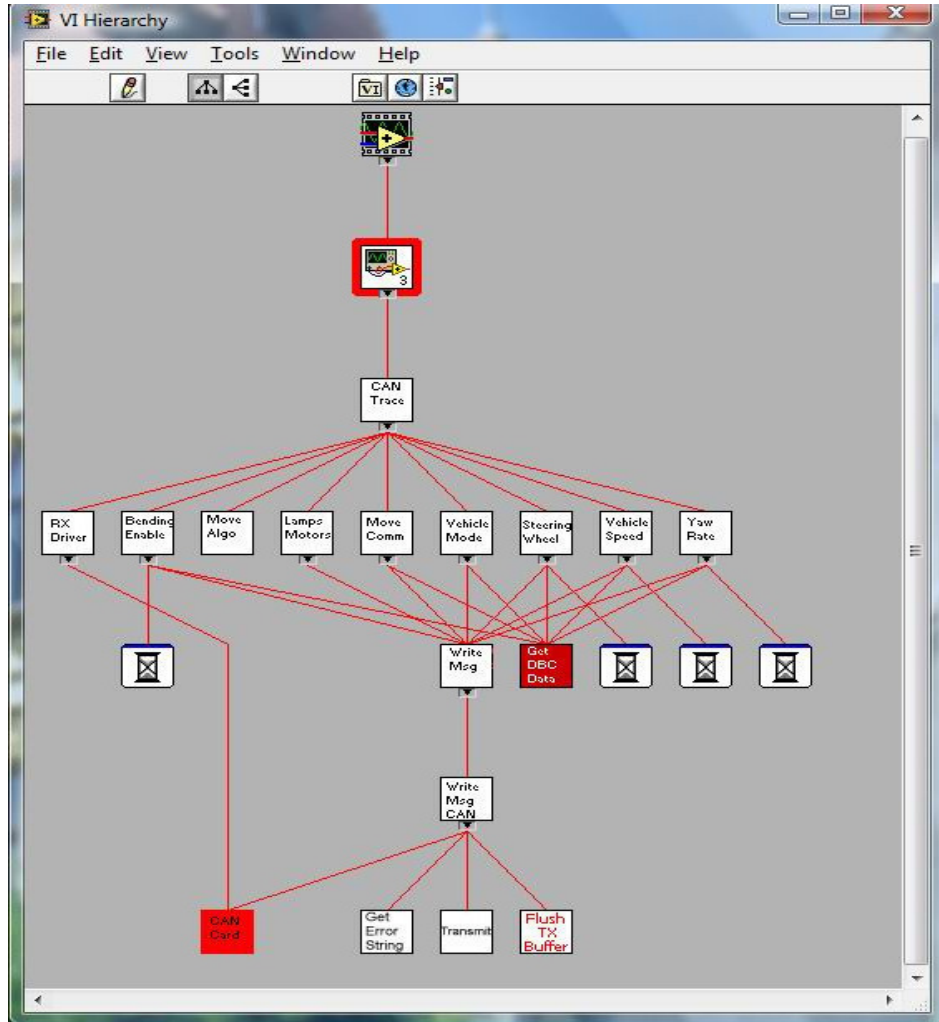 VI Hierarchy
File Edit View Tools Window Help
VI
3
CAN
Trace
RX
Driver
Bending
Enable
Move
Algo
Lamps
Motors
Move
Comm
Vehicle
Mode
Steering
Wheel
Vehicle
Speed
Yaw
Rate
Write
Msg
Get
DBC
Data
Write
Msg
CAN
CAN
Card
Get
Error
String
Transmit
Flush
TX
Buffer